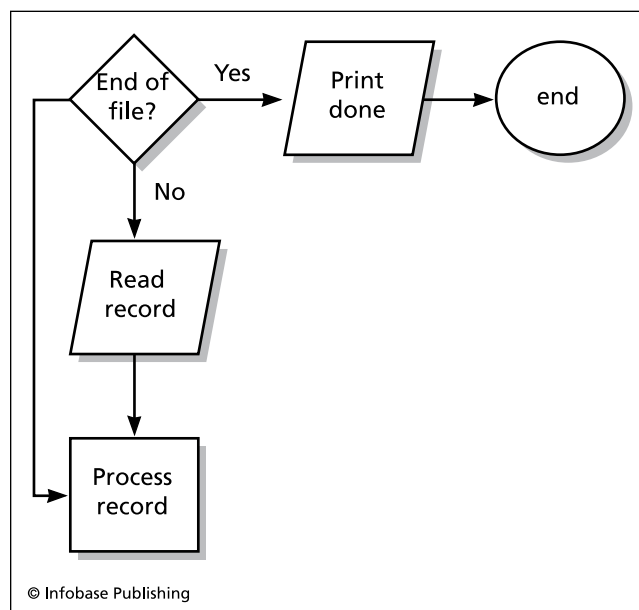 End of
file?
Yes
Print
done
end
No
Read
record
Process
record
© Infobase Publishing